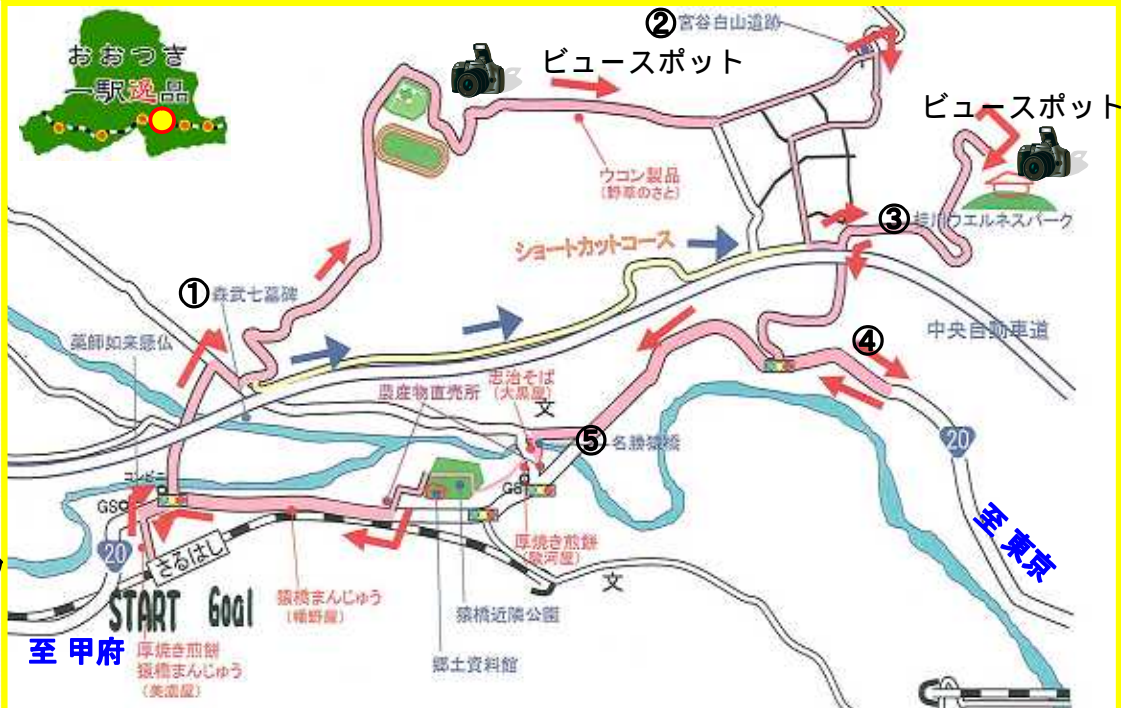 おおつき
一駅逸品
② 宮谷白山遺跡
ビュースポット
ビュースポット
ウコン製品
(野草のさと)
③ 桂川ウエルネスパーク
ショートカットコース
① 森武七墓碑
中央自動車道
薬師如来懸仏
④
忠治そば
(大黒屋)
農産物直売所
文
⑤ 名勝猿橋
20
コンビニ
GS
GS
厚焼き煎餅
(駿河屋)
至 東京
20
さるはし
文
START Goal
猿橋まんじゅう
(幡野屋)
猿橋近隣公園
至 甲府
厚焼き煎餅
猿橋まんじゅう
(美濃屋)
郷土資料館